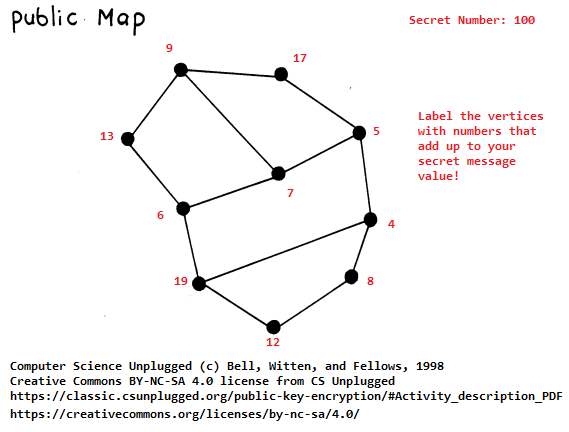 public Map
Secret Number: 100
9
17
13
5
Label the vertices
with numbers that
add up to your
secret message
value!
7
6
4
19
8
12
Computer Science Unplugged (c) Bell, Witten, and Fellows, 1998
Creative Commons BY-NC-SA 4.0 license from CS Unplugged
https://classic.csunplugged.org/public-key-encryption/#Activity_description_PDF
https://creativecommons.org/licenses/by-nc-sa/4.0/